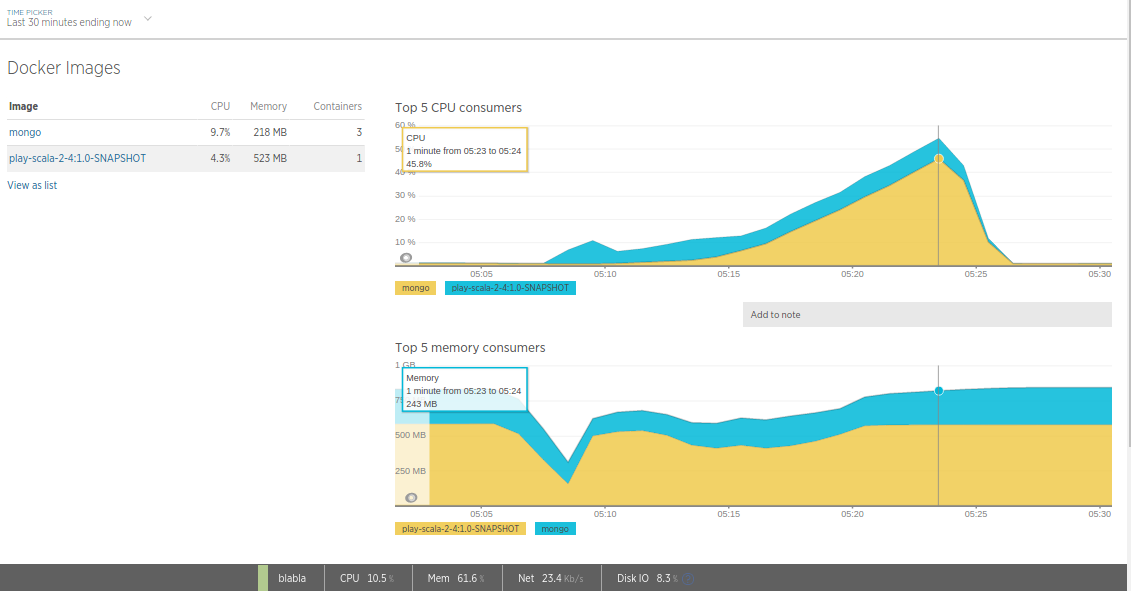 TIME PICKER
Last 30 minutes ending now
Docker Images
Image CPU Memory Containers
mongo 9.7% 218 MB 3
play-scala-2-4:1.0-SNAPSHOT 4.3% 523 MB 1
View as list
Top 5 CPU consumers
60 %
CPU
1 minute from 05:23 to 05:24
45.8%
30 %
20 %
10 %
05:05 05:10 05:15 05:20 05:25 05:30
mongo play-scala-2-4:1.0-SNAPSHOT
Add to note
Top 5 memory consumers
1 GB
Memory
1 minute from 05:23 to 05:24
243 MB
500 MB
250 MB
05:05 05:10 05:15 05:20 05:25 05:30
play-scala-2-4:1.0-SNAPSHOT mongo
blabla CPU 10.5 % Mem 61.6 % Net 23.4 Kb/s Disk IO 8.3 %